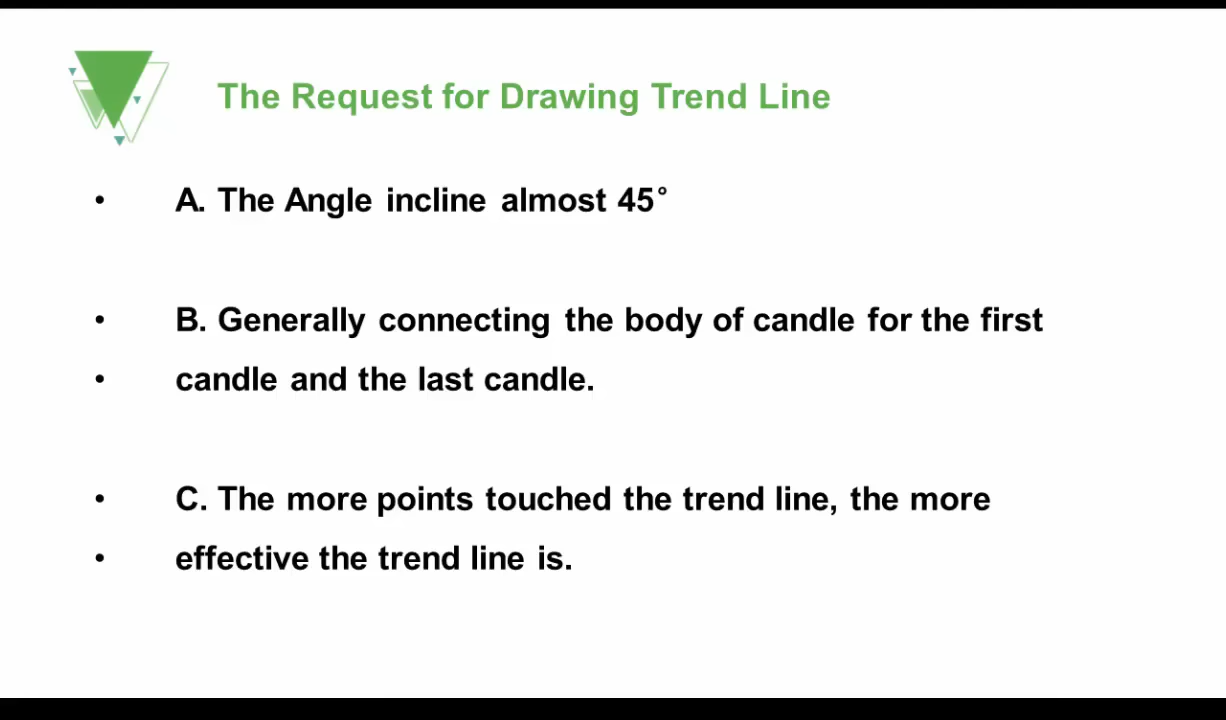 The Request for Drawing Trend Line
• A. The Angle incline almost 45°
• B. Generally connecting the body of candle for the first
• candle and the last candle.
• C. The more points touched the trend line, the more
• effective the trend line is.